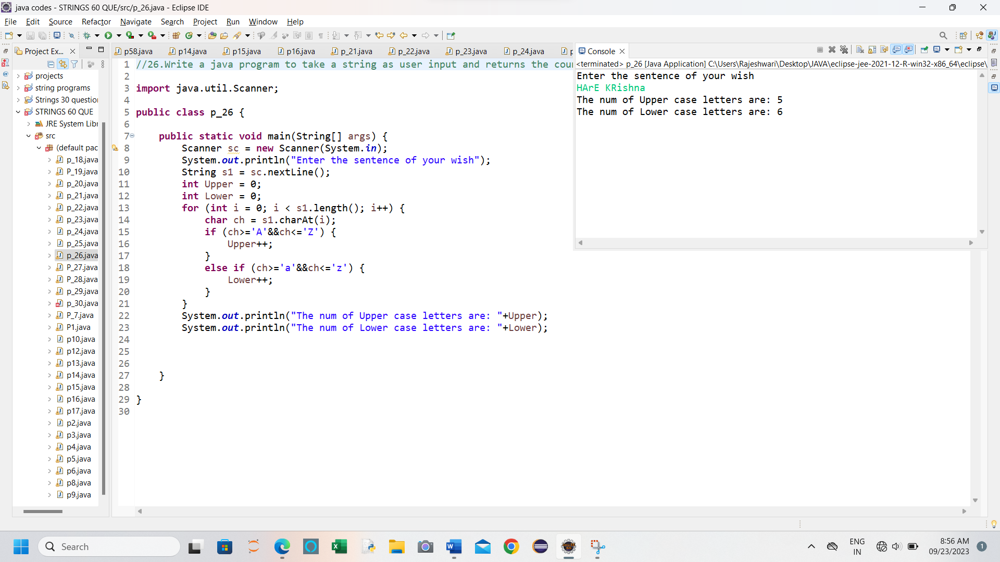 java codes - STRINGS 60 QUE/src/p_26.java - Eclipse IDE
File Edit Source Refactor Navigate Search Project Run Window Help
Project Ex...
p58.java p14.java p15.java p16.java p_21.java p_22.java p_23.java p_24.java
Console
<terminated> p_26 [Java Application] C:\Users\Rajeshwari\Desktop\JAVA\eclipse-jee-2021-12-R-win32-x86_64\eclipse\
Enter the sentence of your wish
HArE KRishna
The num of Upper case letters are: 5
The num of Lower case letters are: 6
projects
string programs
Strings 30 question
STRINGS 60 QUE
JRE System Libr
src
(default pac
p_18.java
P_19.java
p_20.java
p_21.java
p_22.java
p_23.java
p_24.java
p_25.java
p_26.java
P_27.java
P_28.java
p_29.java
p_30.java
P_7.java
P1.java
p10.java
p12.java
p13.java
p14.java
p15.java
p16.java
p17.java
p2.java
p3.java
p4.java
p5.java
p6.java
p8.java
p9.java
1 //26.Write a java program to take a string as user input and returns the cou
2
3 import java.util.Scanner;
4
5 public class p_26 {
6
7 public static void main(String[] args) {
8 Scanner sc = new Scanner(System.in);
9 System.out.println("Enter the sentence of your wish");
10 String s1 = sc.nextLine();
11 int Upper = 0;
12 int Lower = 0;
13 for (int i = 0; i < s1.length(); i++) {
14 char ch = s1.charAt(i);
15 if (ch>='A'&&ch<='Z') {
16 Upper++;
17 }
18 else if (ch>='a'&&ch<='z') {
19 Lower++;
20 }
21 }
22 System.out.println("The num of Upper case letters are: "+Upper);
23 System.out.println("The num of Lower case letters are: "+Lower);
24
25
26
27 }
28
29 }
30
Search
ENG
IN
8:56 AM
09/23/2023
1